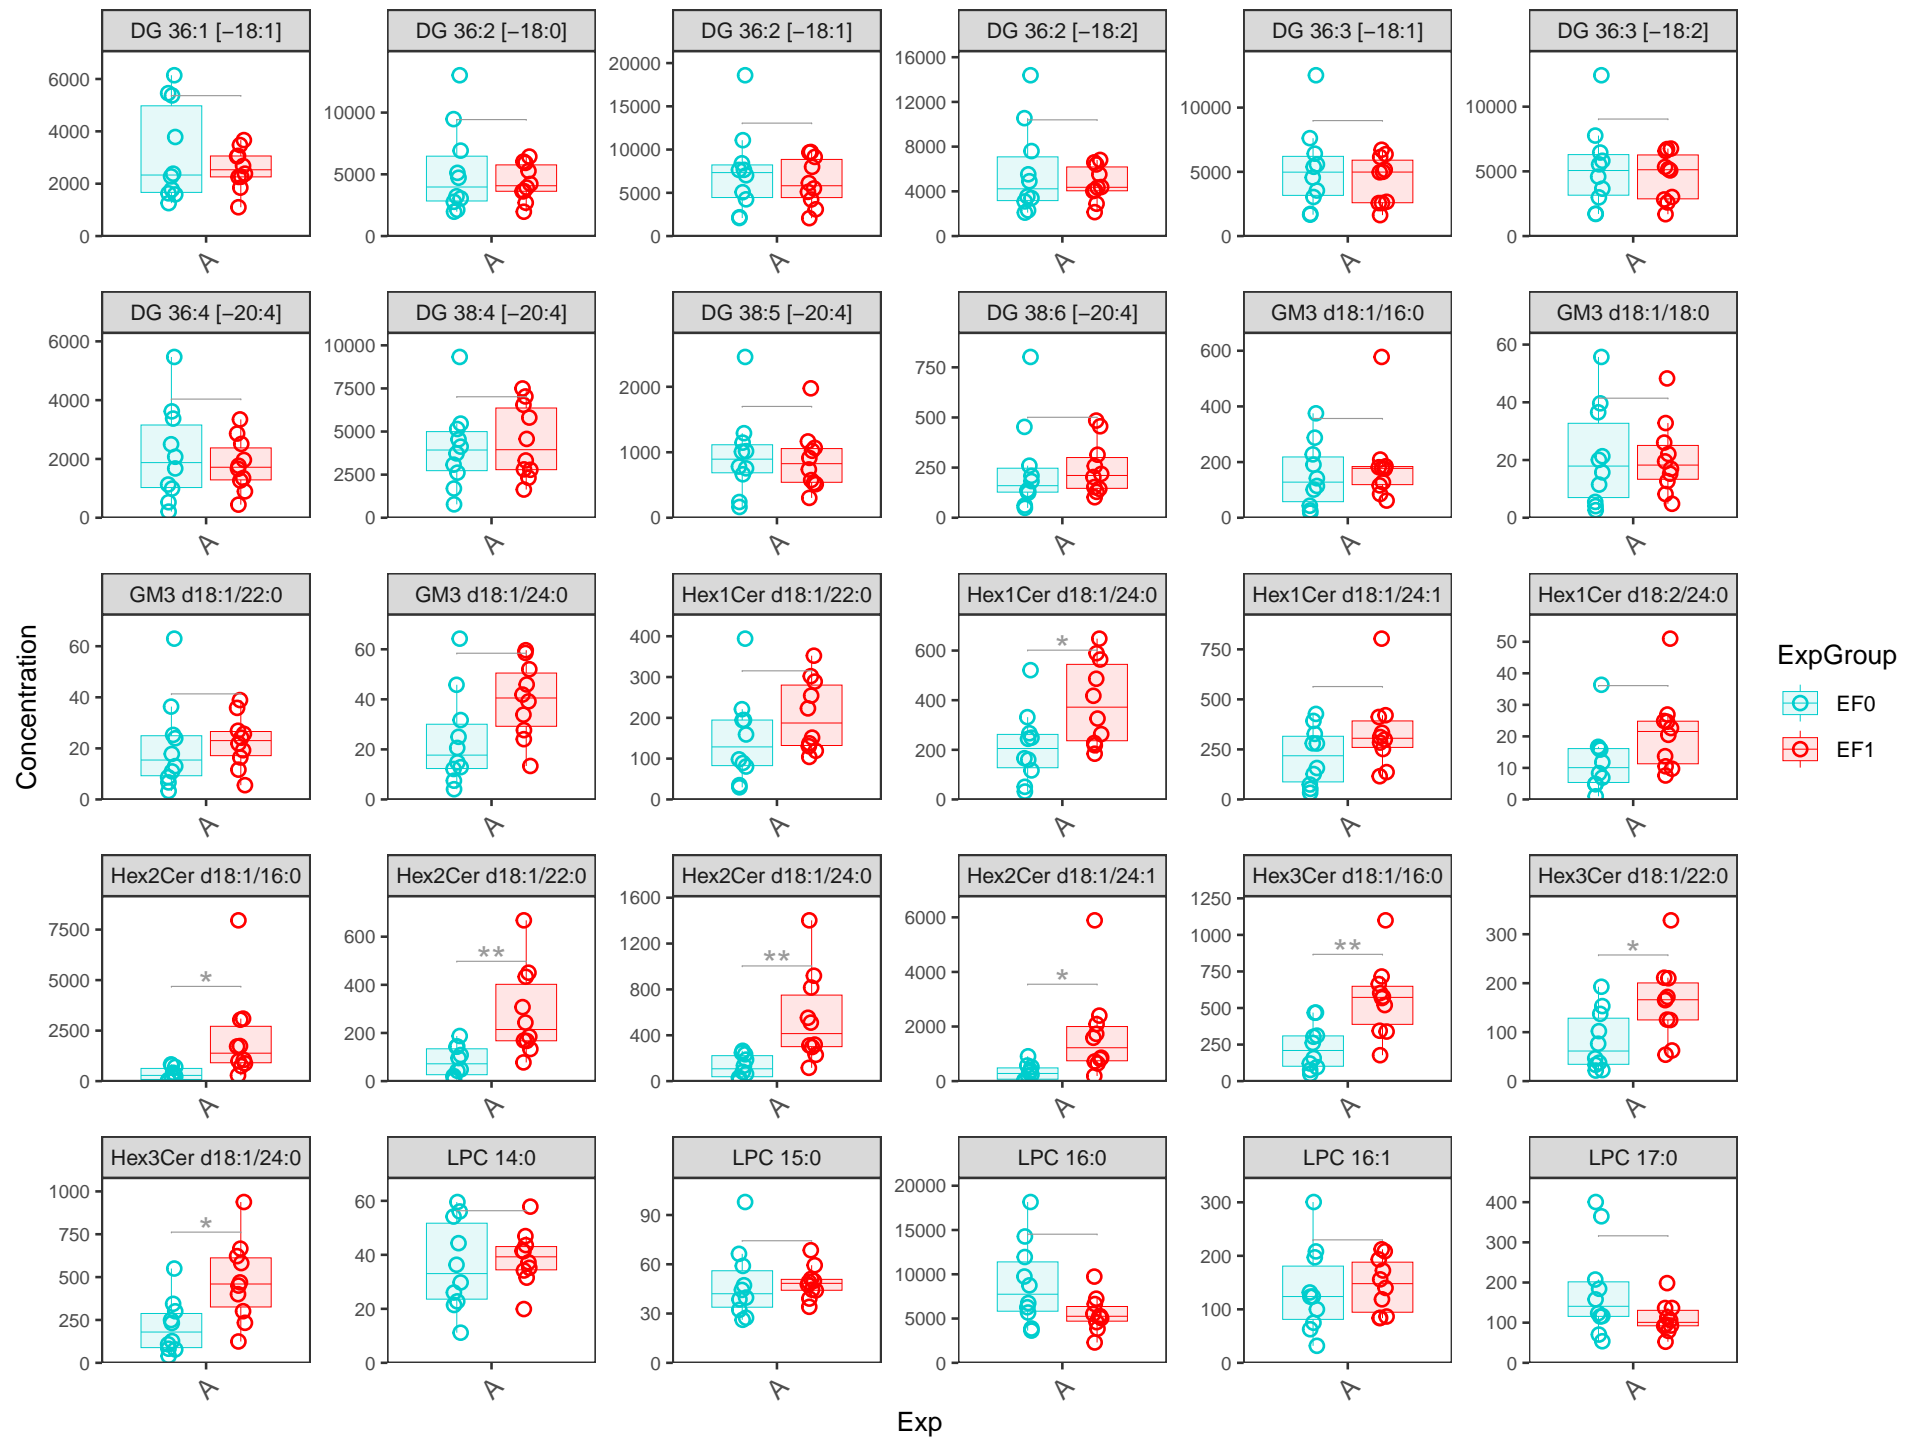 DG 36:1 [−18:1] DG 36:2 [−18:0] DG 36:2 [−18:1] DG 36:2 [−18:2] DG 36:3 [−18:1] DG 36:3 [−18:2]
6000 4000 2000 0
10000 5000 0
20000 15000 10000 5000 0
16000 12000 8000 4000 0
10000 5000 0
10000 5000 0
A A A A A A
DG 36:4 [−20:4] DG 38:4 [−20:4] DG 38:5 [−20:4] DG 38:6 [−20:4] GM3 d18:1/16:0 GM3 d18:1/18:0
6000 4000 2000 0
10000 7500 5000 2500 0
2000 1000 0
750 500 250 0
600 400 200 0
60 40 20 0
A A A A A A
GM3 d18:1/22:0 GM3 d18:1/24:0 Hex1Cer d18:1/22:0 Hex1Cer d18:1/24:0 Hex1Cer d18:1/24:1 Hex1Cer d18:2/24:0
60 40 20 0
60 40 20 0
400 300 200 100 0
600 400 200 0
*
750 500 250 0
50 40 30 20 10 0
A A A A A A
Hex2Cer d18:1/16:0 Hex2Cer d18:1/22:0 Hex2Cer d18:1/24:0 Hex2Cer d18:1/24:1 Hex3Cer d18:1/16:0 Hex3Cer d18:1/22:0
7500 5000 2500 0
*
600 400 200 0
**
1600 1200 800 400 0
**
6000 4000 2000 0
*
1250 1000 750 500 250 0
**
300 200 100 0
*
A A A A A A
Hex3Cer d18:1/24:0 LPC 14:0 LPC 15:0 LPC 16:0 LPC 16:1 LPC 17:0
1000 750 500 250 0
*
60 40 20 0
90 60 30 0
20000 15000 10000 5000 0
300 200 100 0
400 300 200 100 0
A A A A A A
Exp
Concentration
ExpGroup
EF0
EF1